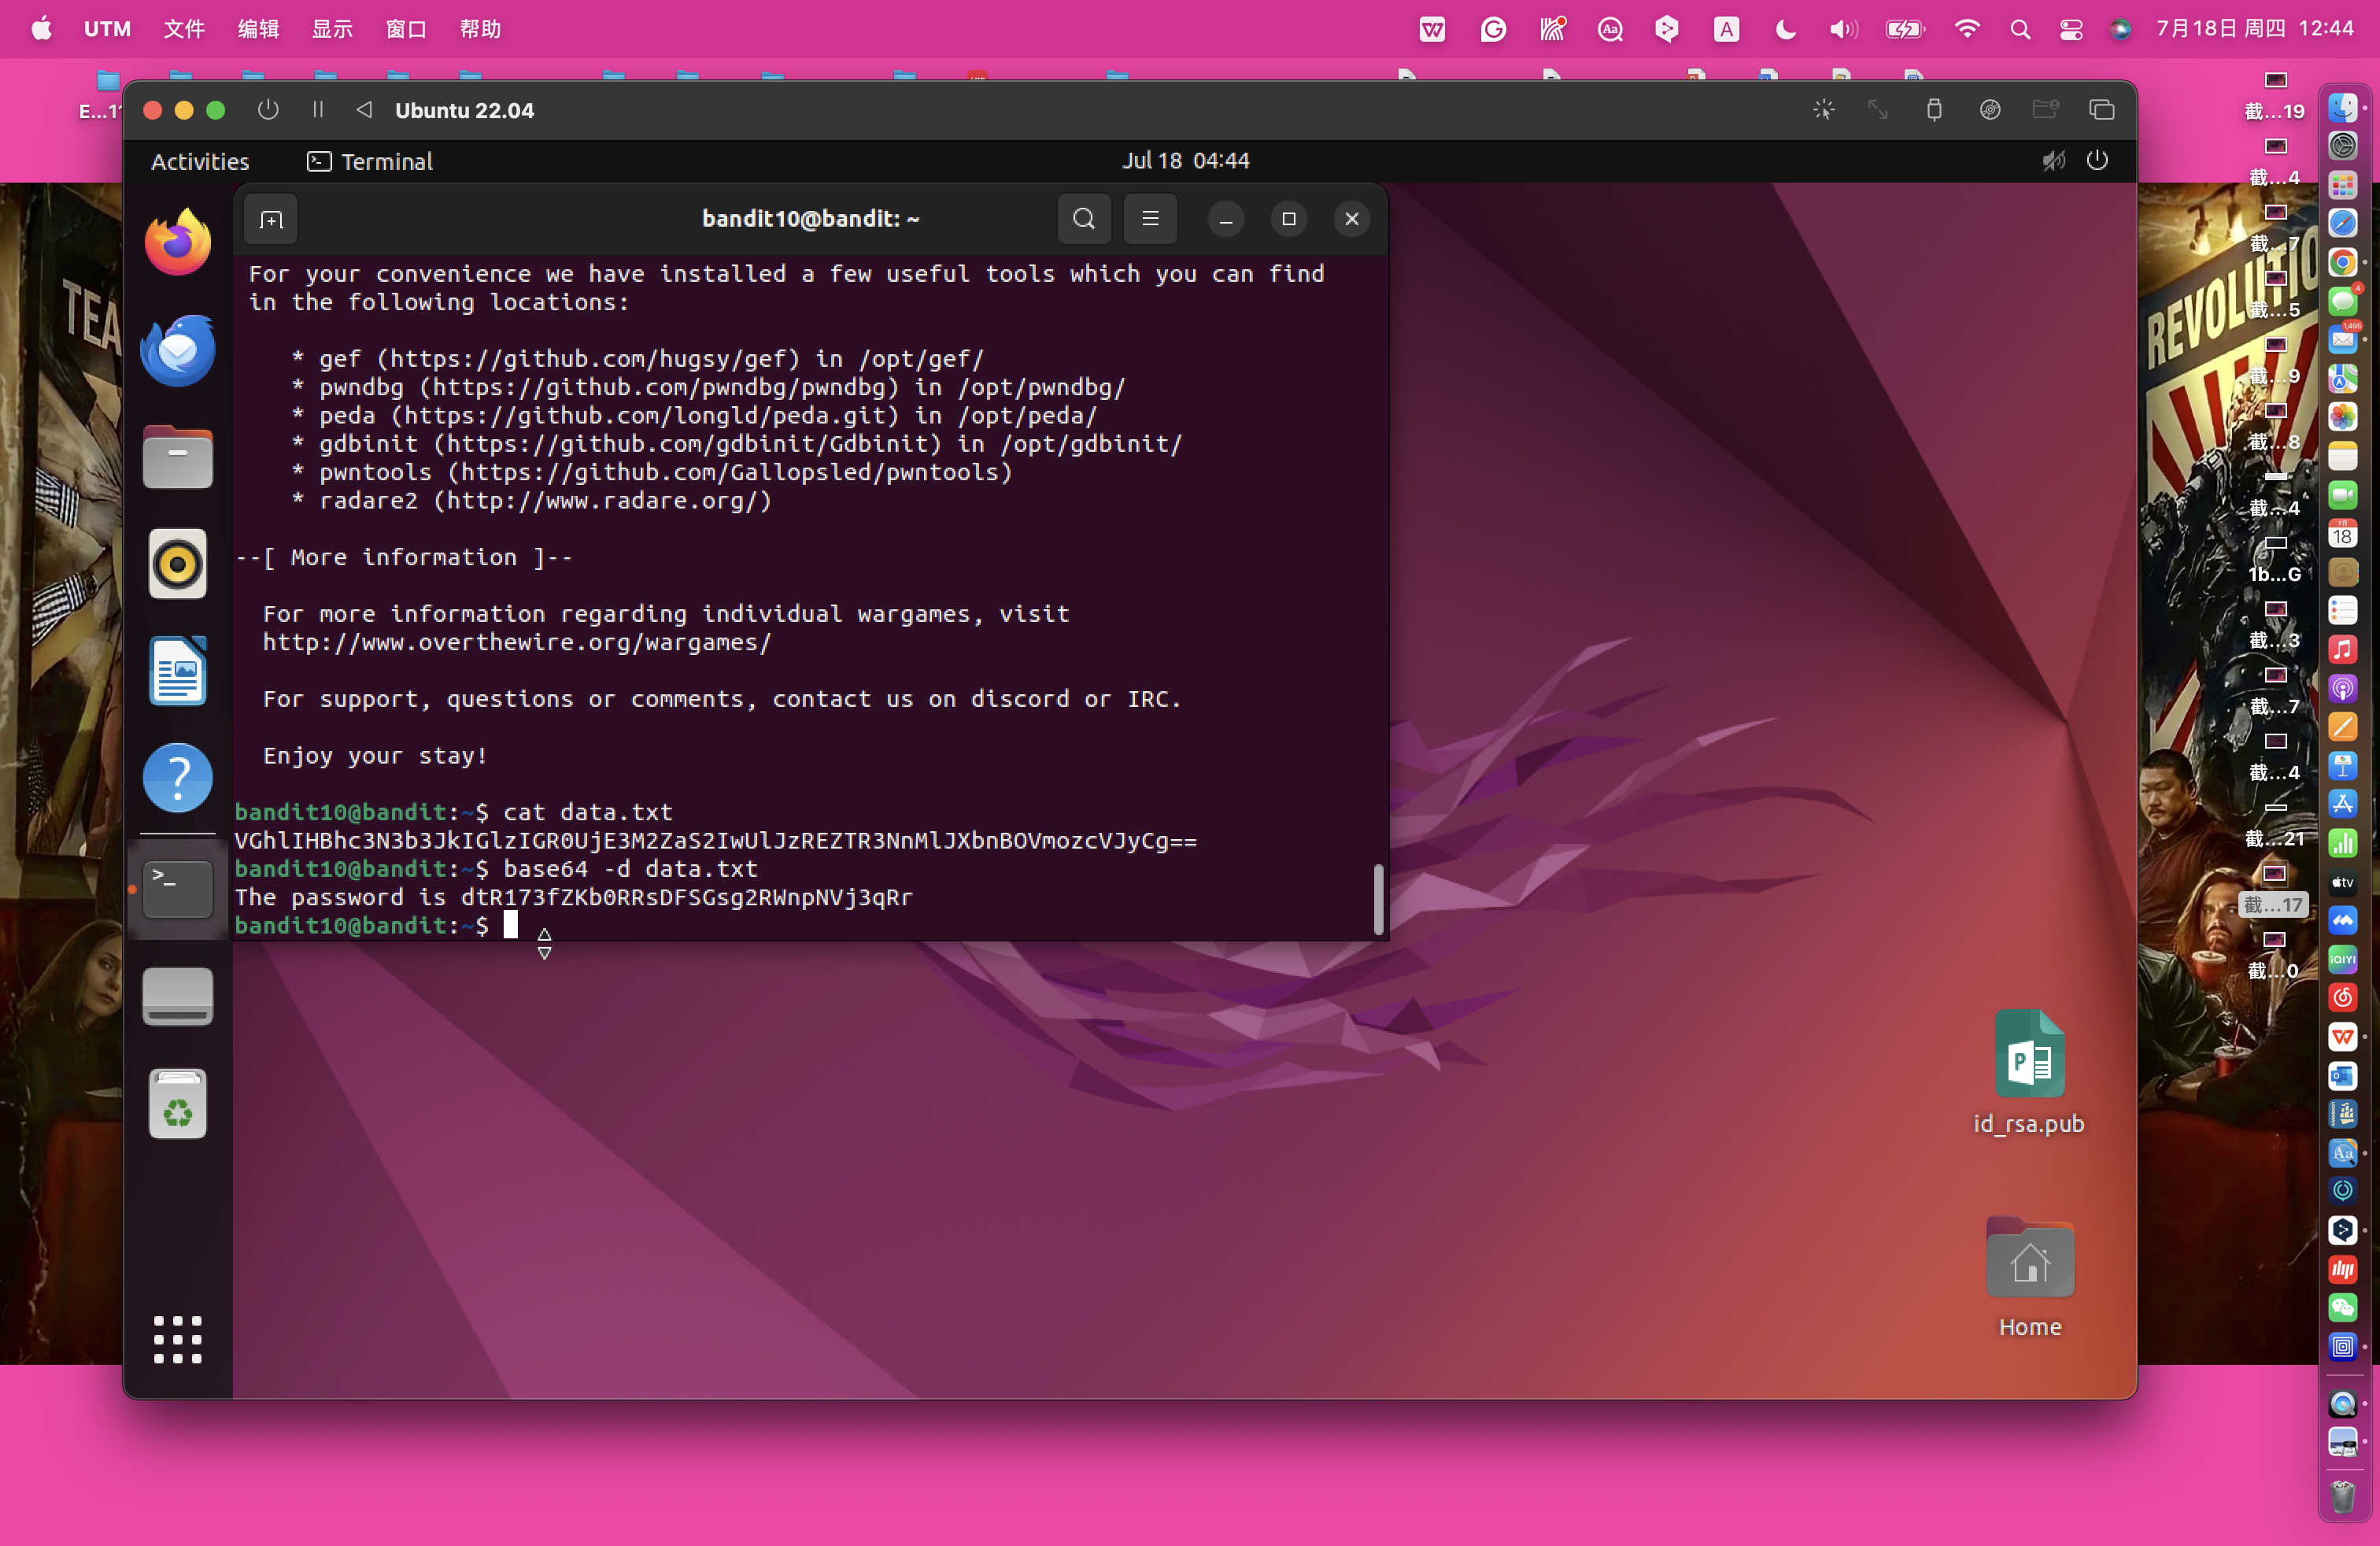 UTM 文件 编辑 显示 窗口 帮助 7月18日 周四 12:44
E...11
Ubuntu 22.04
Activities Terminal Jul 18 04:44
bandit10@bandit: ~
For your convenience we have installed a few useful tools which you can find
in the following locations:
* gef (https://github.com/hugsy/gef) in /opt/gef/
* pwndbg (https://github.com/pwndbg/pwndbg) in /opt/pwndbg/
* peda (https://github.com/longld/peda.git) in /opt/peda/
* gdbinit (https://github.com/gdbinit/Gdbinit) in /opt/gdbinit/
* pwntools (https://github.com/Gallopsled/pwntools)
* radare2 (http://www.radare.org/)
--[ More information ]--
For more information regarding individual wargames, visit
http://www.overthewire.org/wargames/
For support, questions or comments, contact us on discord or IRC.
Enjoy your stay!
bandit10@bandit:~$ cat data.txt
VGhlIHBhc3N3b3JkIGlzIGR0UjE3M2ZaS2IwUlJzREZTR3NnMlJXbnBOVmozcVJyCg==
bandit10@bandit:~$ base64 -d data.txt
The password is dtR173fZKb0RRsDFSGsg2RWnpNVj3qRr
bandit10@bandit:~$
id_rsa.pub
Home
截...19
截...4
截...7
截...5
截...9
截...8
截...4
1b...G
截...3
截...7
截...4
截...21
截...17
截...0
TEA
REVOLUTIO
4
1,495
7月
18
tv
iQIYI